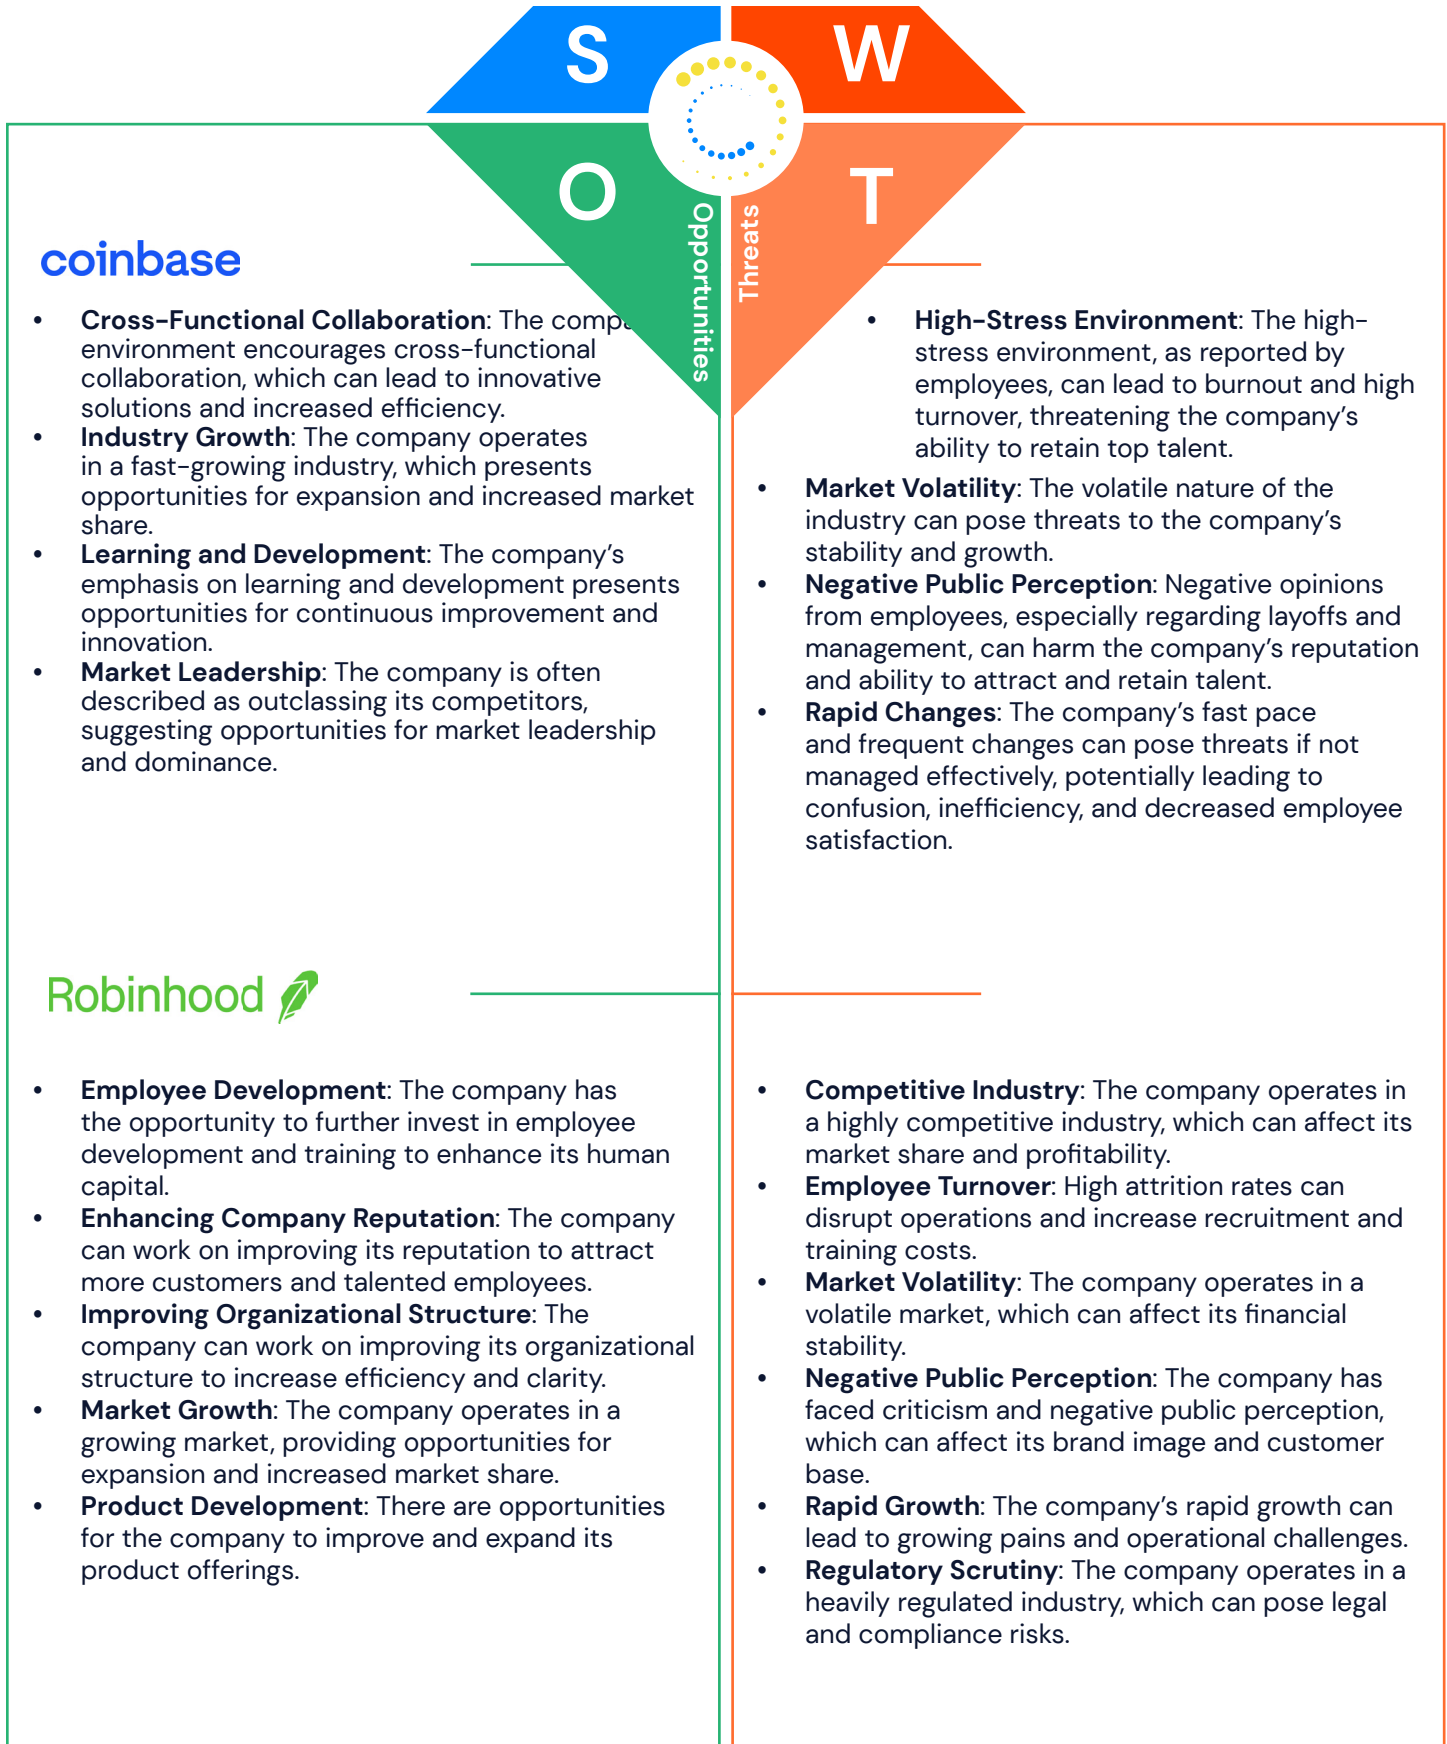 S
W
O
T
Opportunities
Threats
coinbase
• Cross-Functional Collaboration: The
environment encourages cross-functional
collaboration, which can lead to innovative
solutions and increased efficiency.
• Industry Growth: The company operates
in a fast-growing industry, which presents
opportunities for expansion and increased market
share.
• Learning and Development: The company's
emphasis on learning and development presents
opportunities for continuous improvement and
innovation.
• Market Leadership: The company is often
described as outclassing its competitors,
suggesting opportunities for market leadership
and dominance.
• High-Stress Environment: The high-
stress environment, as reported by
employees, can lead to burnout and high
turnover, threatening the company's
ability to retain top talent.
• Market Volatility: The volatile nature of the
industry can pose threats to the company's
stability and growth.
• Negative Public Perception: Negative opinions
from employees, especially regarding layoffs and
management, can harm the company's reputation
and ability to attract and retain talent.
• Rapid Changes: The company's fast pace
and frequent changes can pose threats if not
managed effectively, potentially leading to
confusion, inefficiency, and decreased employee
satisfaction.
Robinhood
• Employee Development: The company has
the opportunity to further invest in employee
development and training to enhance its human
capital.
• Enhancing Company Reputation: The company
can work on improving its reputation to attract
more customers and talented employees.
• Improving Organizational Structure: The
company can work on improving its organizational
structure to increase efficiency and clarity.
• Market Growth: The company operates in a
growing market, providing opportunities for
expansion and increased market share.
• Product Development: There are opportunities
for the company to improve and expand its
product offerings.
• Competitive Industry: The company operates in
a highly competitive industry, which can affect its
market share and profitability.
• Employee Turnover: High attrition rates can
disrupt operations and increase recruitment and
training costs.
• Market Volatility: The company operates in a
volatile market, which can affect its financial
stability.
• Negative Public Perception: The company has
faced criticism and negative public perception,
which can affect its brand image and customer
base.
• Rapid Growth: The company's rapid growth can
lead to growing pains and operational challenges.
• Regulatory Scrutiny: The company operates in a
heavily regulated industry, which can pose legal
and compliance risks.